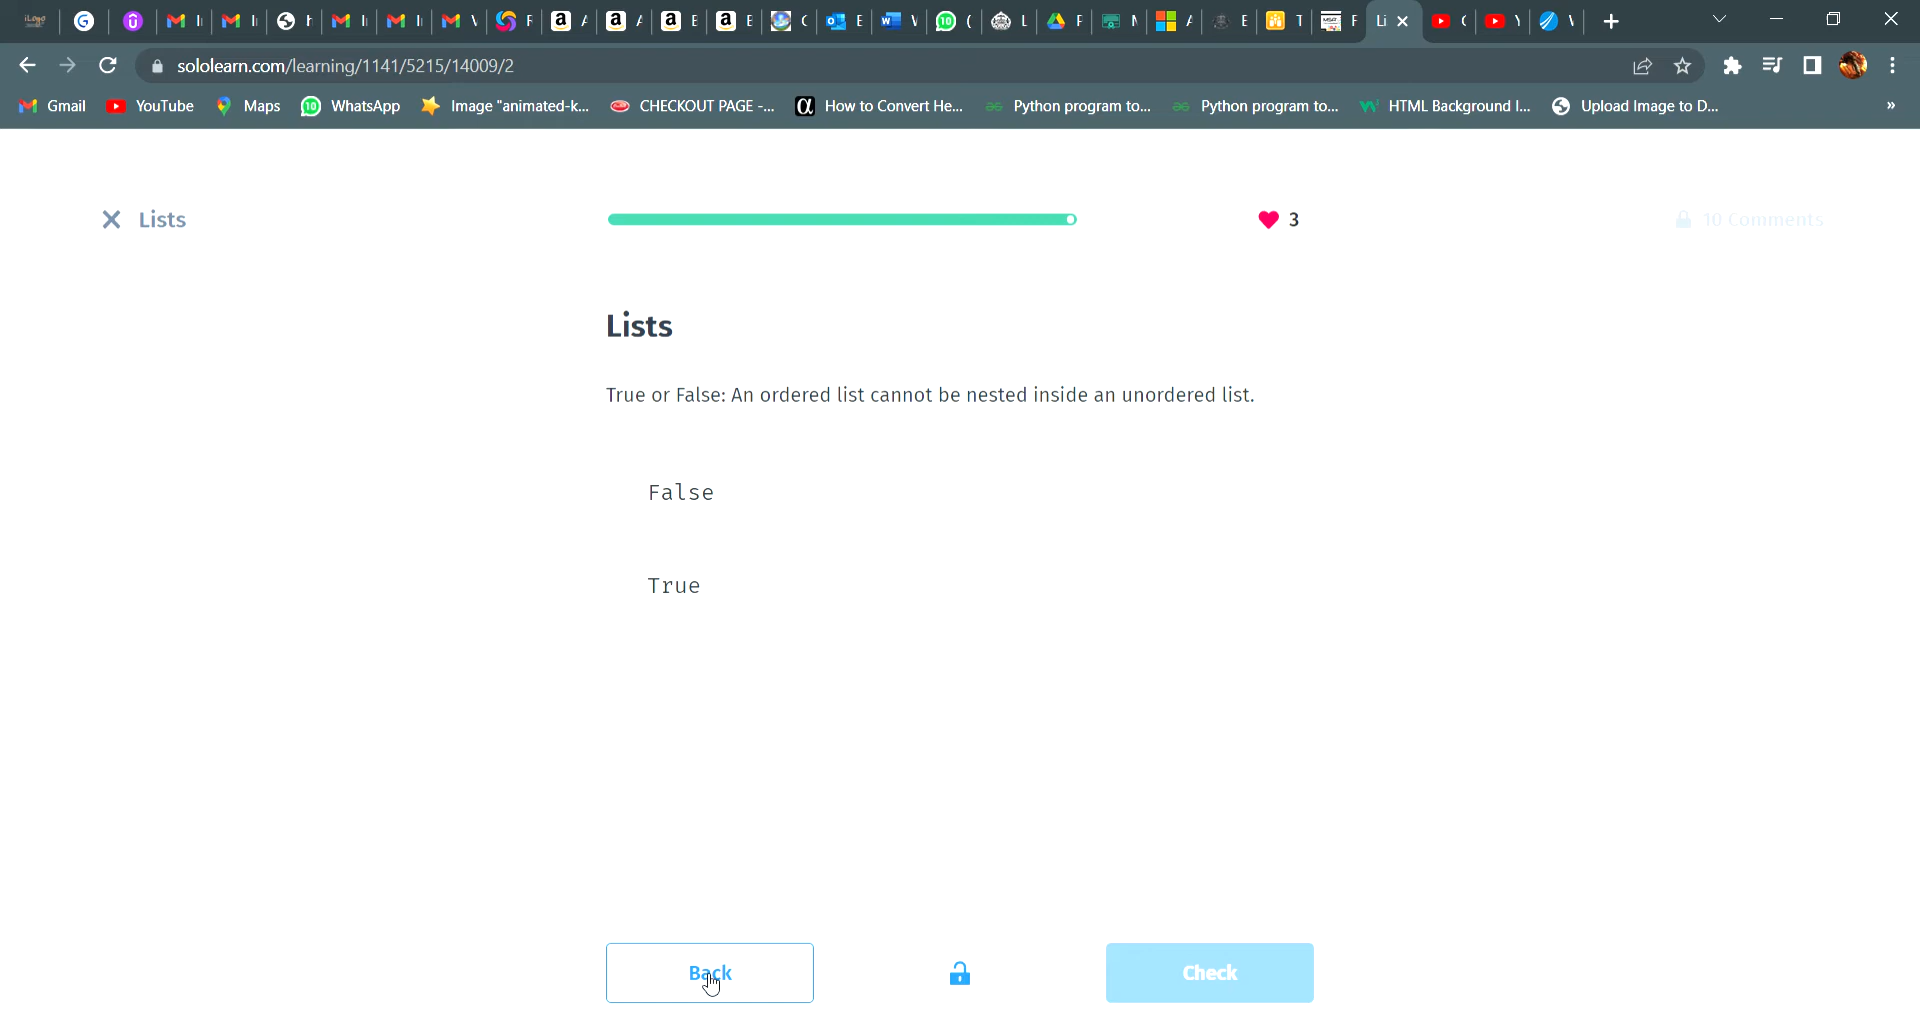 sololearn.com/learning/1141/5215/14009/2
Gmail YouTube Maps WhatsApp Image "animated-k... CHECKOUT PAGE -... How to Convert He... Python program to... Python program to... HTML Background I... Upload Image to D... »
Lists 3 10 Comments
Lists
True or False: An ordered list cannot be nested inside an unordered list.
False
True
Back Check